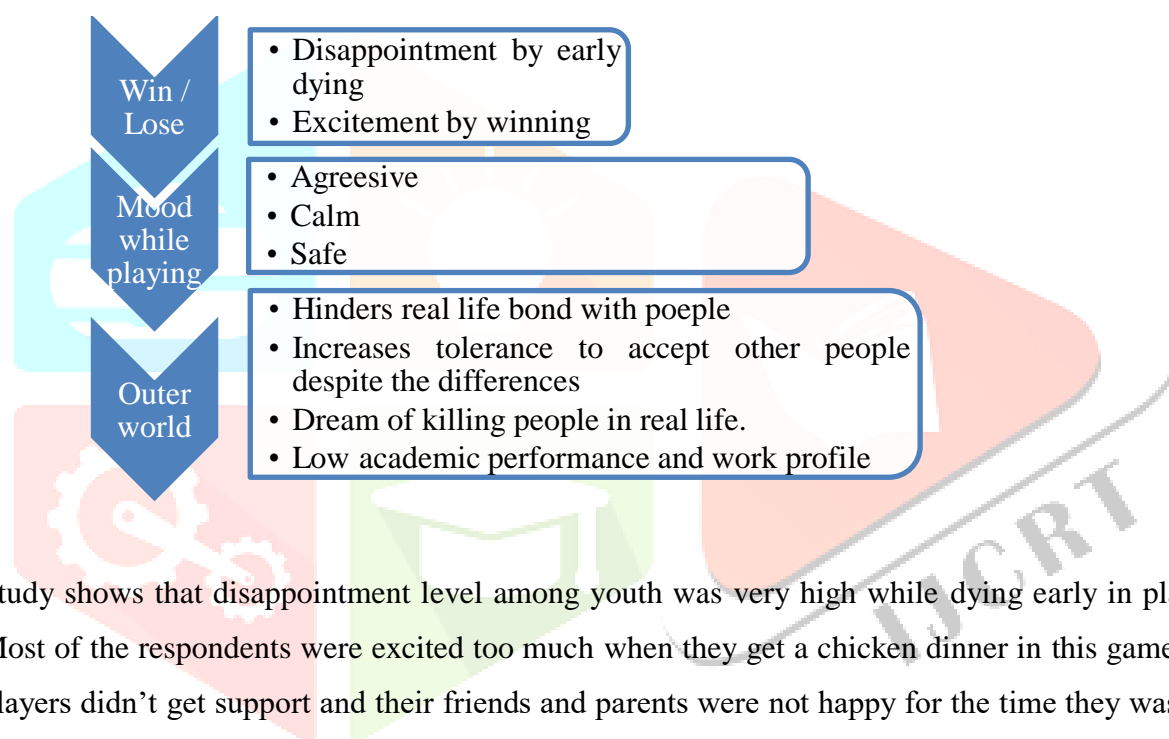 Win /
Lose
• Disappointment by early
dying
• Excitement by winning
Mood
while
playing
• Agreesive
• Calm
• Safe
Outer
world
• Hinders real life bond with poeple
• Increases tolerance to accept other people
despite the differences
• Dream of killing people in real life.
• Low academic performance and work profile
IJCRT
tudy shows that disappointment level among youth was very high while dying early in pl
Most of the respondents were excited too much when they get a chicken dinner in this game
layers didn't get support and their friends and parents were not happy for the time they was